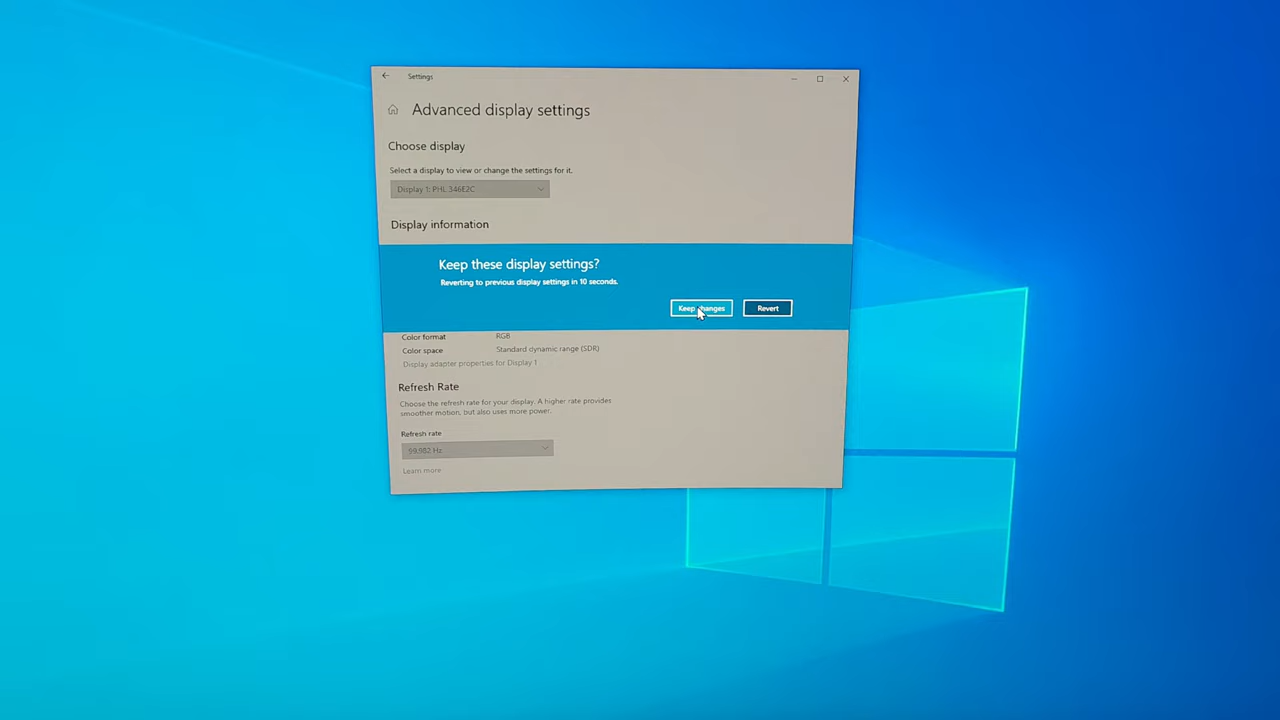 Settings
Advanced display settings
Choose display
Select a display to view or change the settings for it.
Display 1: PHL 346E2C
Display information
Keep these display settings?
Reverting to previous display settings in 10 seconds.
Keep changes
Revert
Color format RGB
Color space Standard dynamic range (SDR)
Display adapter properties for Display 1
Refresh Rate
Choose the refresh rate for your display. A higher rate provides
smoother motion, but also uses more power.
Refresh rate
99.982 Hz
Learn more